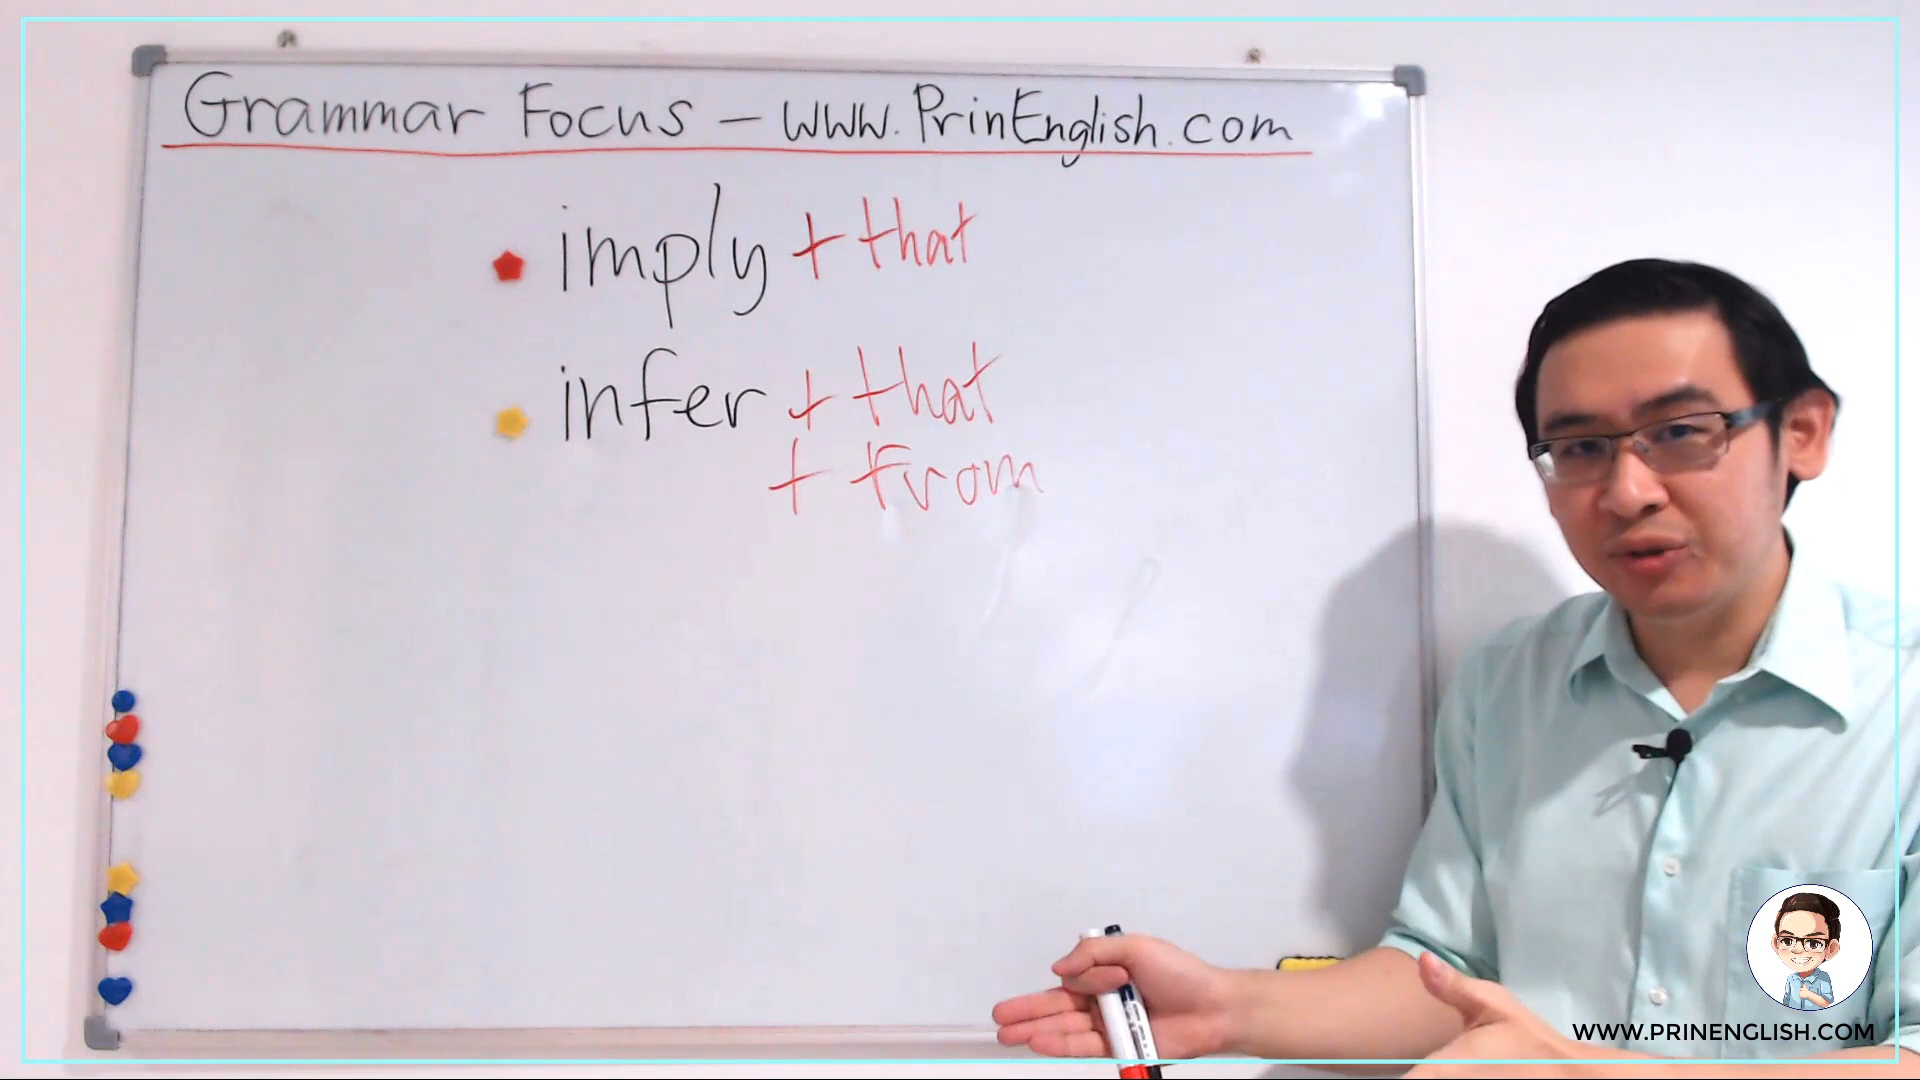 Grammar Focus – www.PrinEnglish.com
imply + that
infer + that
+ from
WWW.PRINENGLISH.COM